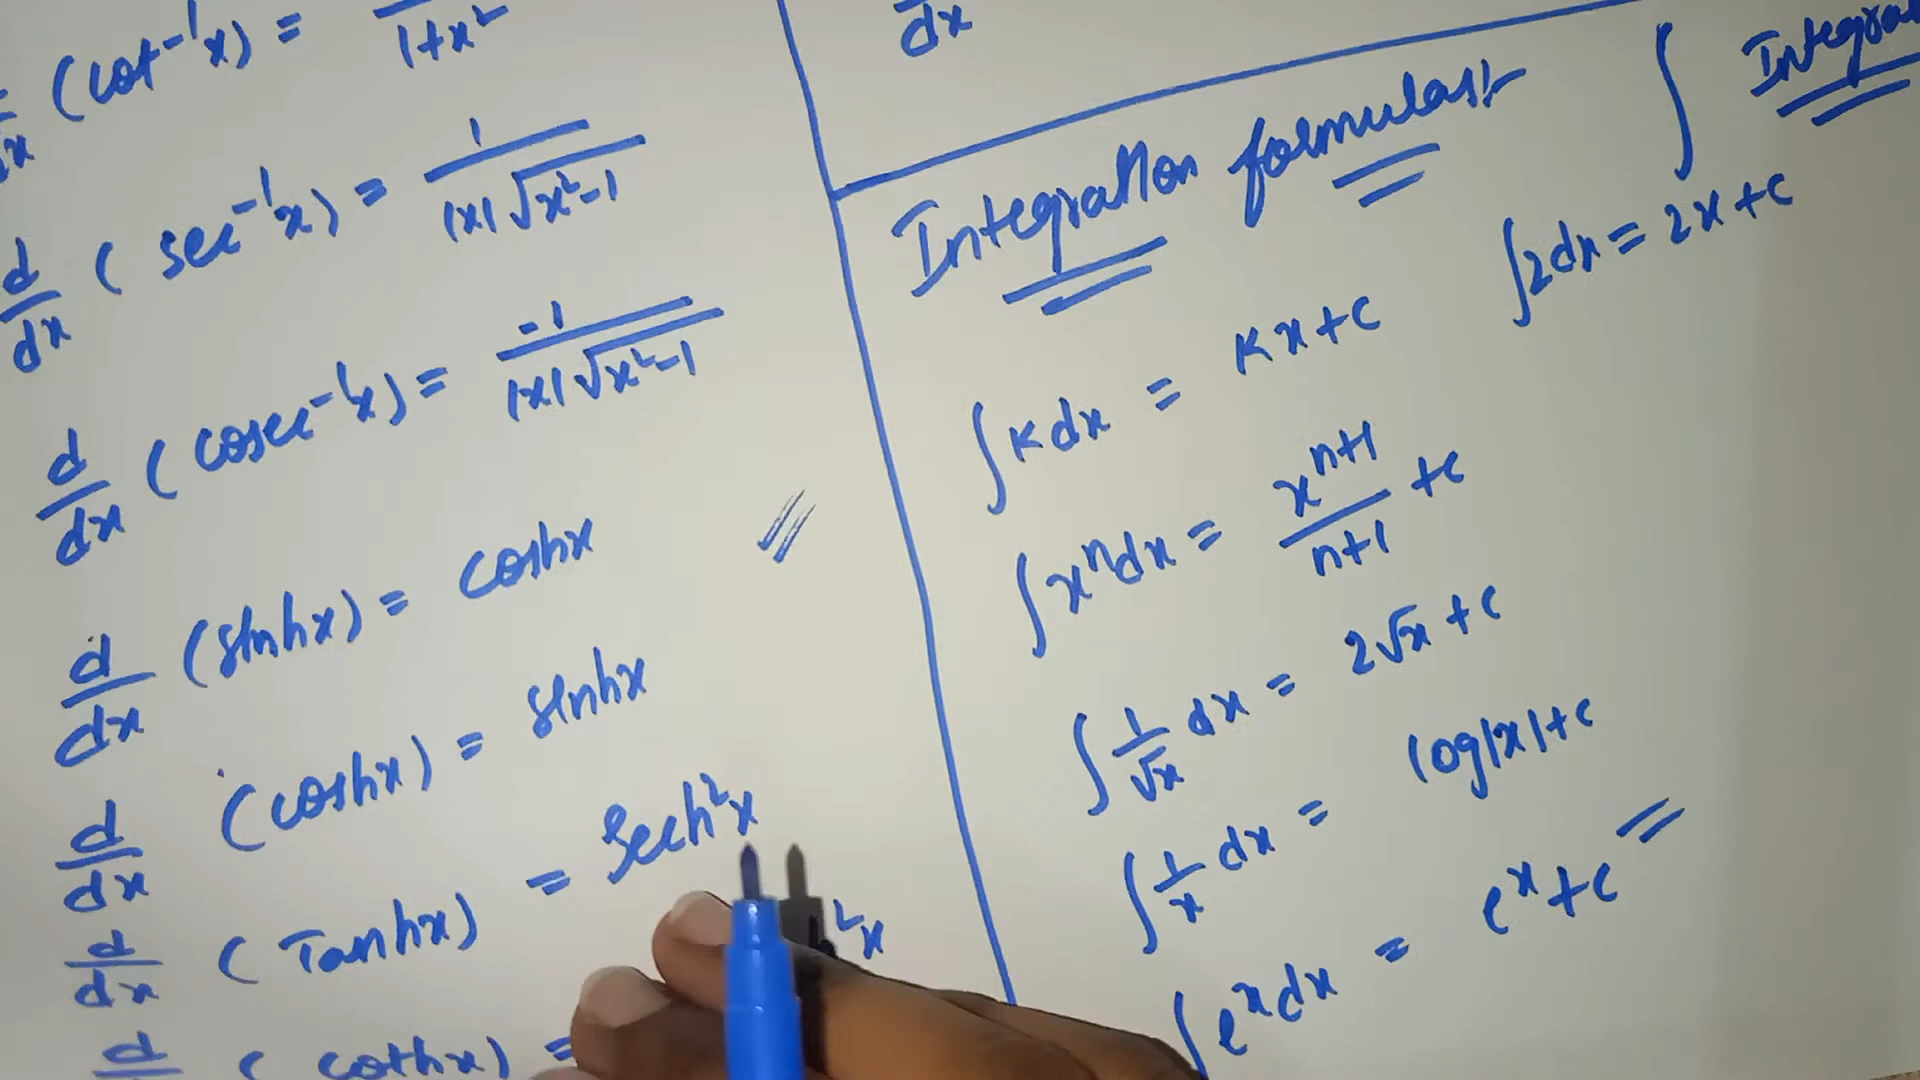 (cot⁻¹x) = /1+x²
d/dx (sec⁻¹x) = 1/|x|√x²-1
d/dx (cosec⁻¹x) = -1/|x|√x²-1
d/dx (sinhx) = coshx
d/dx (coshx) = sinhx
d/dx (Tanhx) = Sech²x
d/dx ( cothx) = h²x
dx
Integration formulas:-
∫kdx = kx+c
∫xⁿdx = xⁿ⁺¹/n+1 +c
∫1/√x dx = 2√x+c
∫1/x dx = log|x|+c
∫eˣdx = eˣ+c
∫ Integra
∫2dx = 2x+c